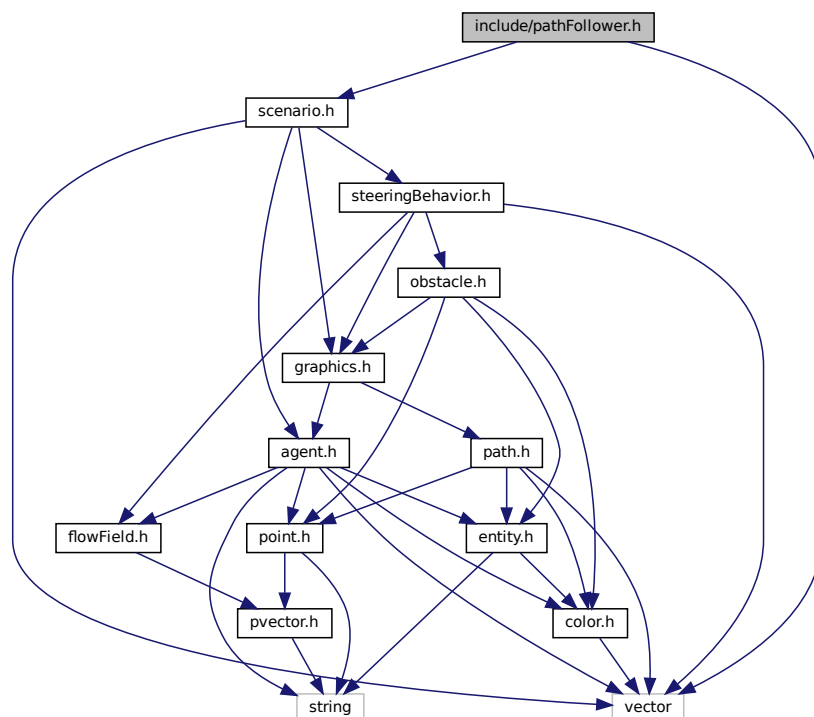 include/pathFollower.h
scenario.h
steeringBehavior.h
obstacle.h
graphics.h
agent.h
path.h
flowField.h
point.h
entity.h
pvector.h
color.h
string
vector